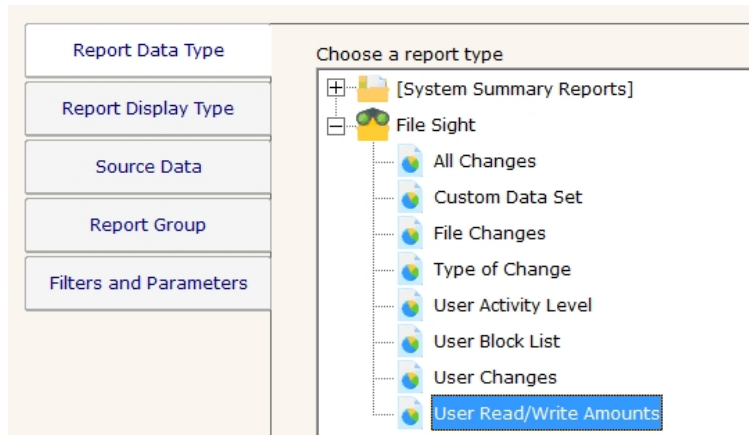 Report Data Type
Report Display Type
Source Data
Report Group
Filters and Parameters
Choose a report type
[System Summary Reports]
File Sight
All Changes
Custom Data Set
File Changes
Type of Change
User Activity Level
User Block List
User Changes
User Read/Write Amounts